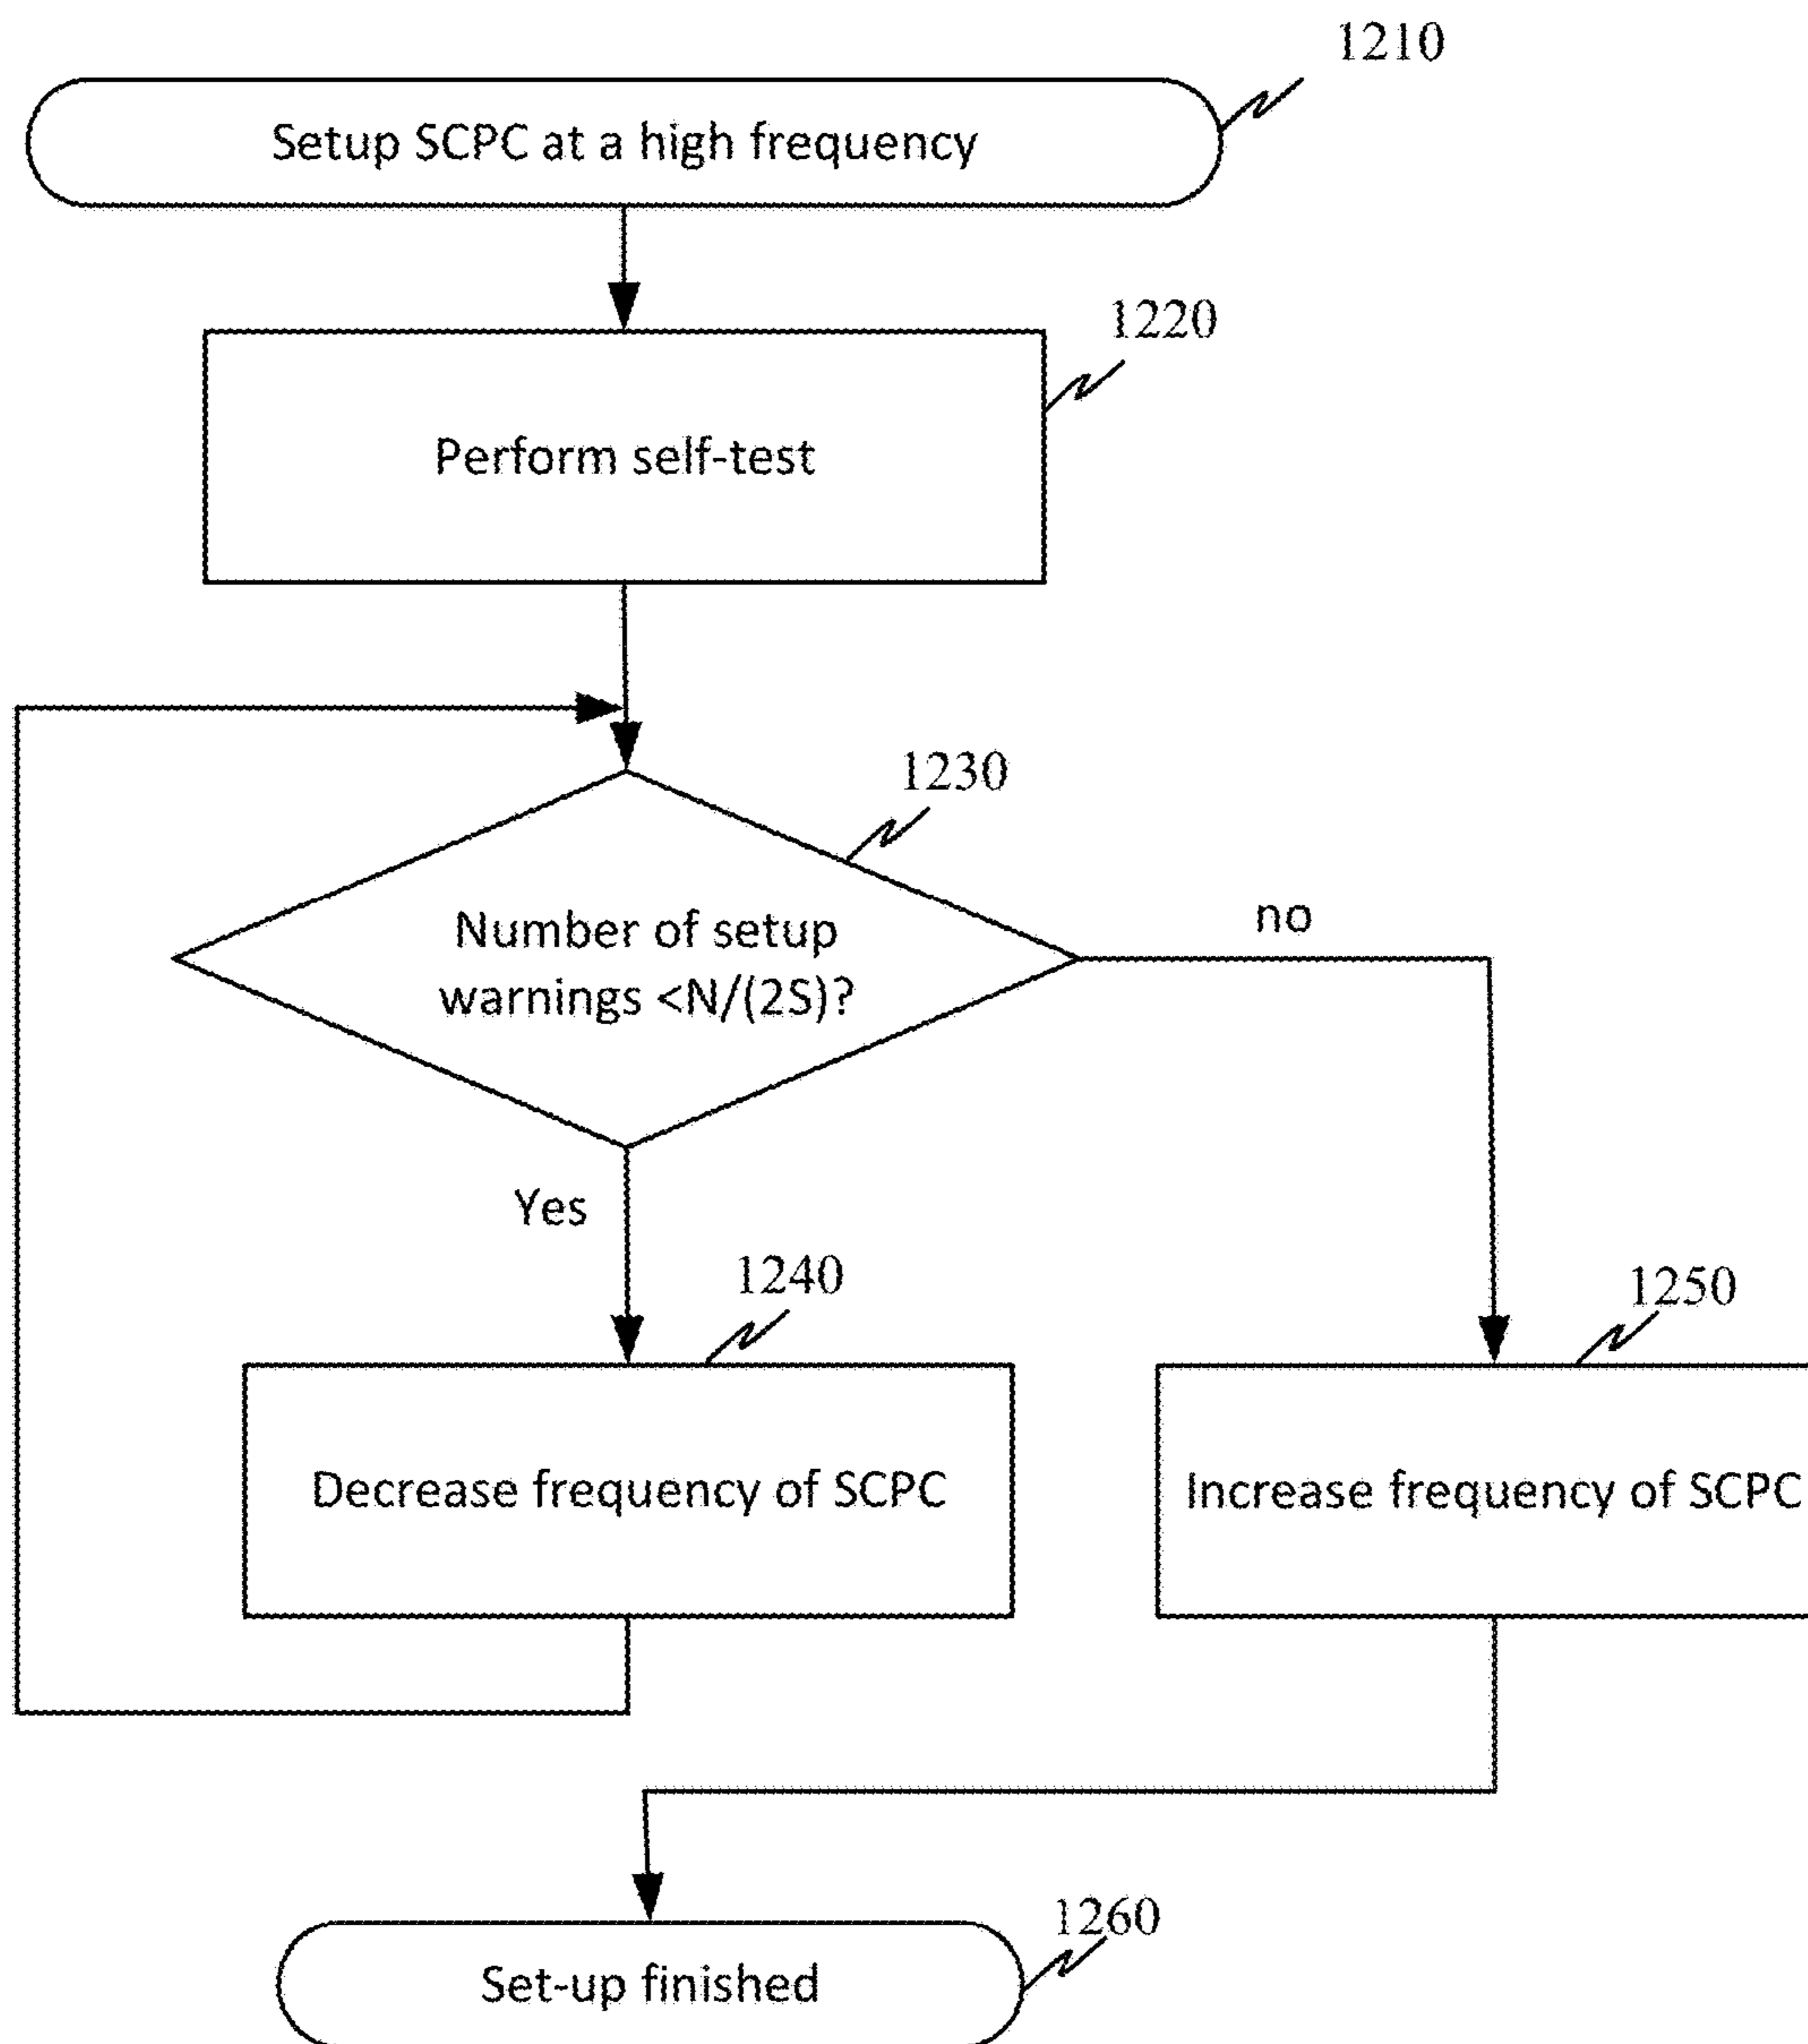 1210
Setup SCPC at a high frequency
1220
Perform self-test
1230
Number of setup
warnings <N/(2S)?
no
Yes
1240
1250
Decrease frequency of SCPC
Increase frequency of SCPC
1260
Set-up finished